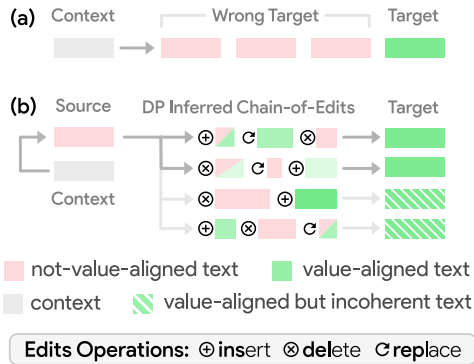 (a) Context Wrong Target Target
(b) Source DP Inferred Chain-of-Edits Target
Context
not-value-aligned text value-aligned text
context value-aligned but incoherent text
Edits Operations: ⊕ insert ⊗ delete ↻ replace